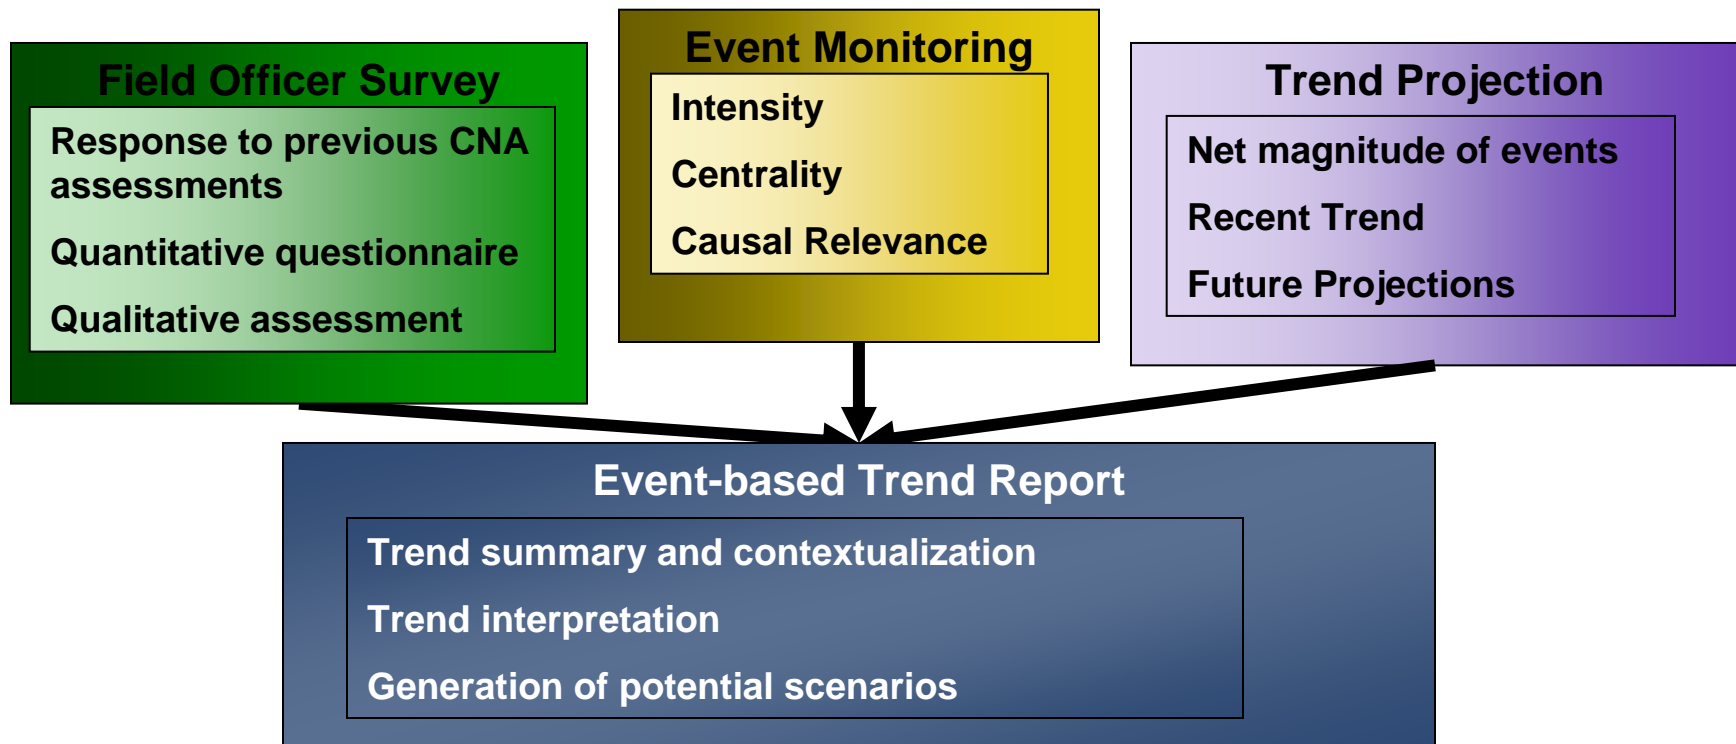 Field Officer Survey
Response to previous CNA
assessments
Quantitative questionnaire
Qualitative assessment
Event Monitoring
Intensity
Centrality
Causal Relevance
Trend Projection
Net magnitude of events
Recent Trend
Future Projections
Event-based Trend Report
Trend summary and contextualization
Trend interpretation
Generation of potential scenarios